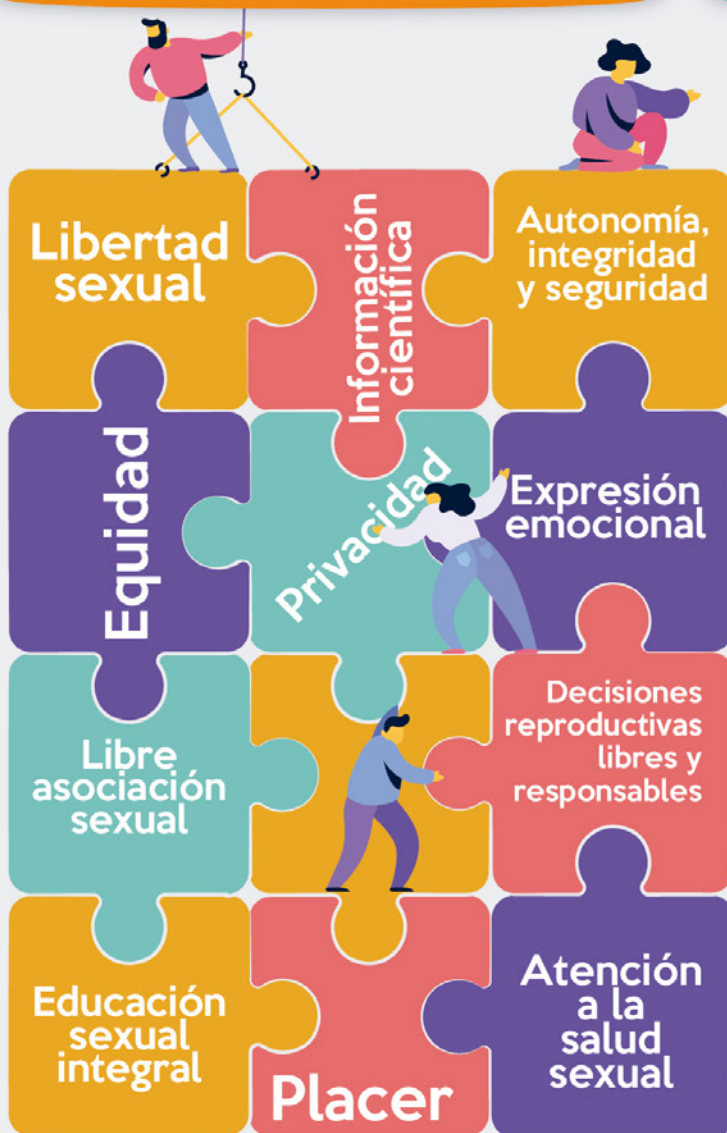 Libertad
sexual
Información
científica
Autonomía,
integridad
y seguridad
Equidad
Privacidad
Expresión
emocional
Libre
asociación
sexual
Decisiones
reproductivas
libres y
responsables
Educación
sexual
integral
Placer
Atención
a la
salud
sexual